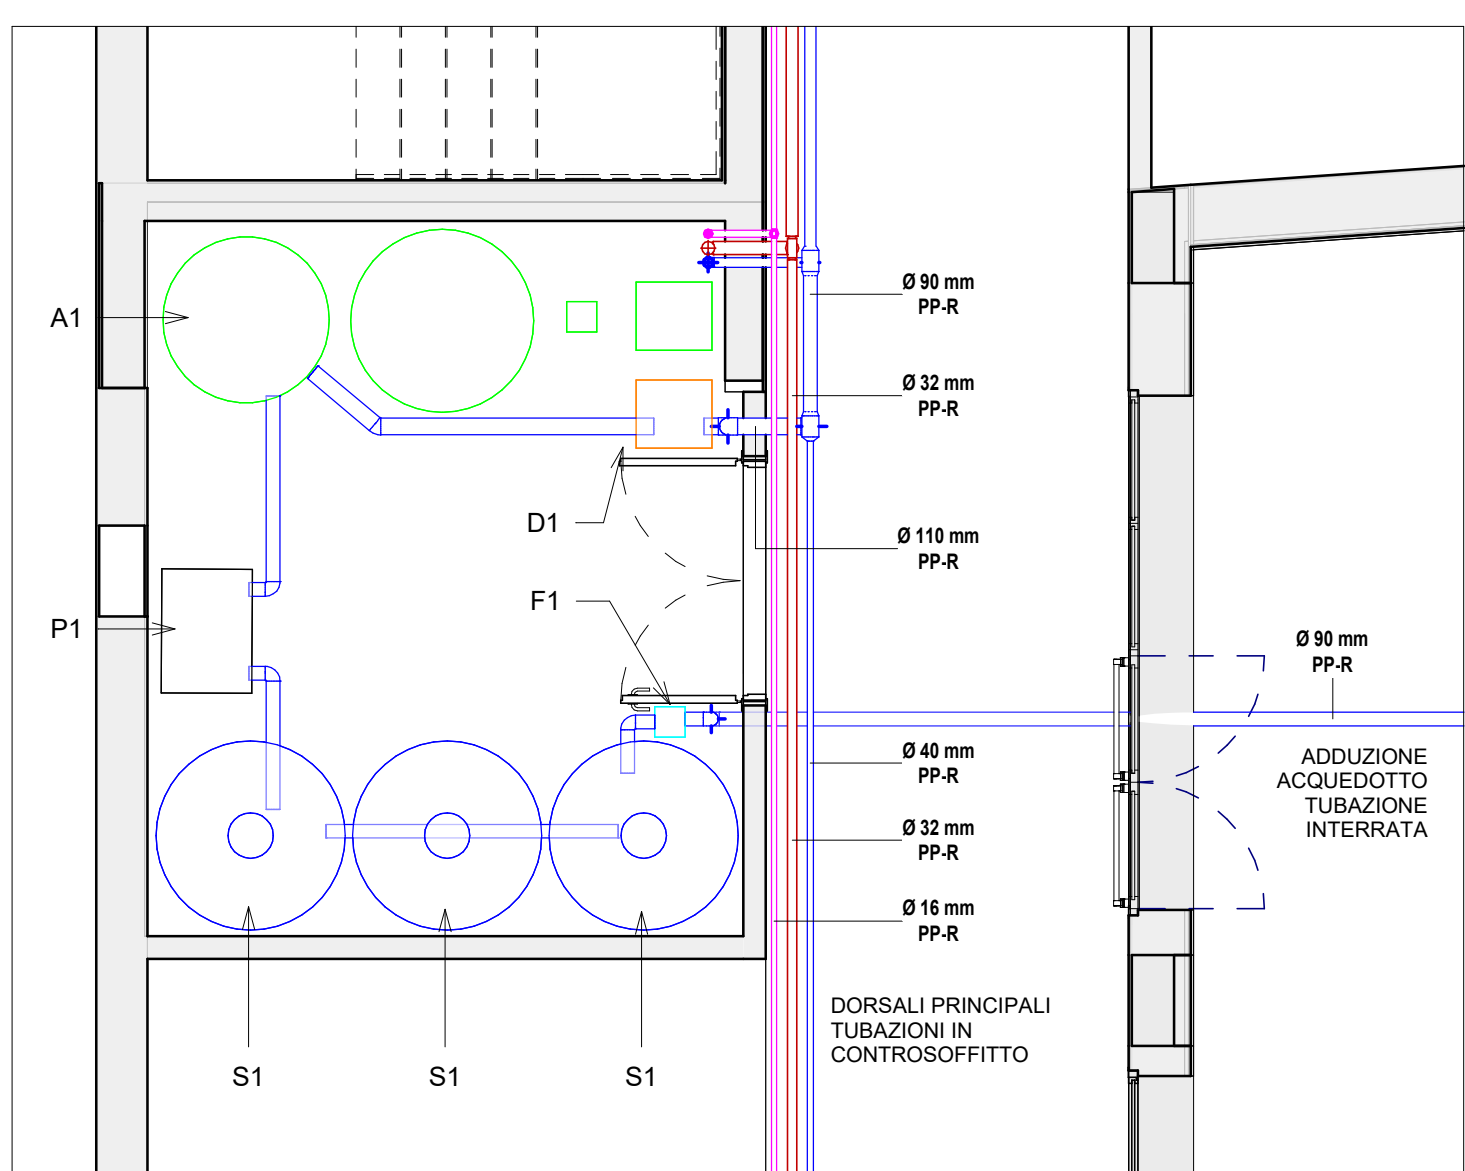 Ø 90 mm
PP-R
A1
Ø 32 mm
PP-R
D1
Ø 110 mm
PP-R
F1
P1
Ø 90 mm
PP-R
Ø 40 mm
PP-R
ADDUZIONE
ACQUEDOTTO
TUBAZIONE
INTERRATA
Ø 32 mm
PP-R
Ø 16 mm
PP-R
DORSALI PRINCIPALI
TUBAZIONI IN
CONTROSOFFITTO
S1
S1
S1